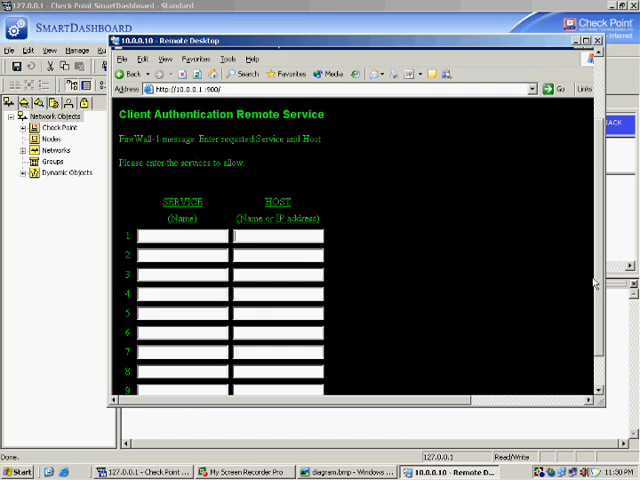 127.0.0.1 - Check Point SmartDashboard - Standard
SMARTDASHBOARD
Check Point
File Edit View Manage
10.0.0.10 - Remote Desktop
File Edit View Favorites Tools Help
Back Search Favorites Media
Address http://10.0.0.1 :900/ Go Links
Network Objects
Check Point
Nodes
Networks
Groups
Dynamic Objects
Client Authentication Remote Service
FireWall-1 message: Enter requsted Service and Host
Please enter the services to allow.
SERVICE HOST
(Name) (Name or IP address)
1
2
3
4
5
6
7
8
9
TRACK
Done. 127.0.0.1 Read/Write
Start 127.0.0.1 - Check Point ... My Screen Recorder Pro diagram.bmp - Windows ... 10.0.0.10 - Remote D... 11:30 PM